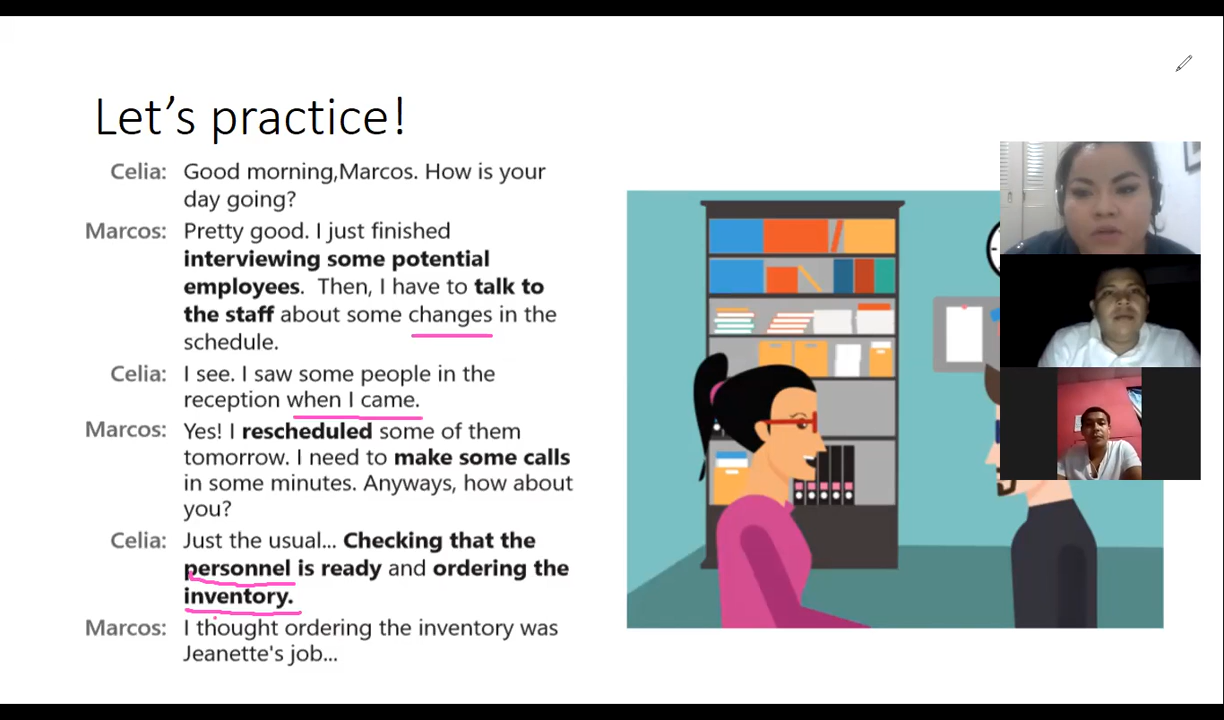 Let's practice!
Celia: Good morning,Marcos. How is your
day going?
Marcos: Pretty good. I just finished
interviewing some potential
employees. Then, I have to talk to
the staff about some changes in the
schedule.
Celia: I see. I saw some people in the
reception when I came.
Marcos: Yes! I rescheduled some of them
tomorrow. I need to make some calls
in some minutes. Anyways, how about
you?
Celia: Just the usual... Checking that the
personnel is ready and ordering the
inventory.
Marcos: I thought ordering the inventory was
Jeanette's job...